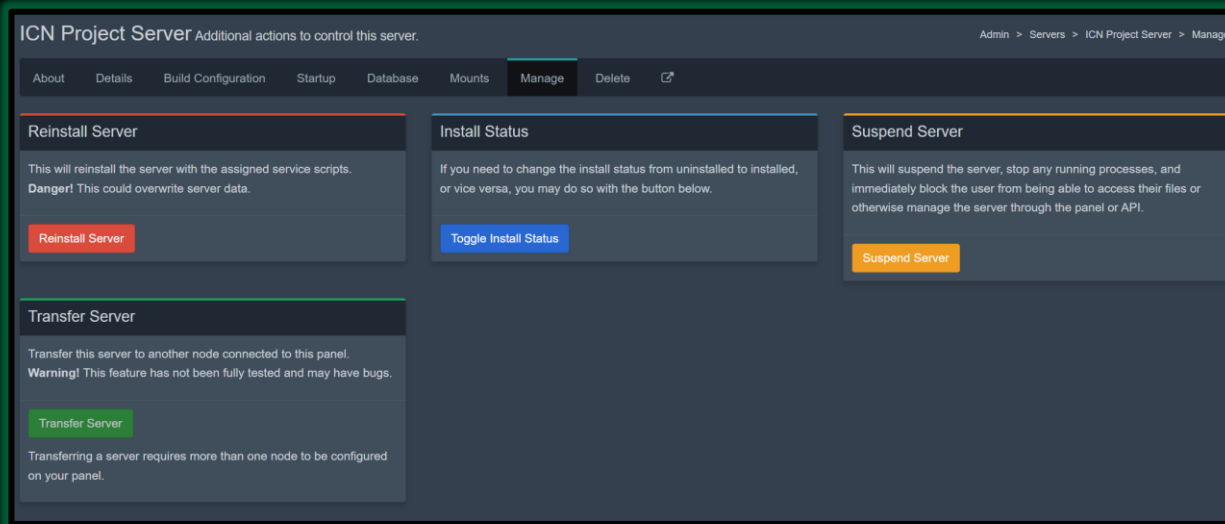 ICN Project Server Additional actions to control this server.
Admin > Servers > ICN Project Server > Manage
About Details Build Configuration Startup Database Mounts Manage Delete
Reinstall Server
This will reinstall the server with the assigned service scripts.
Danger! This could overwrite server data.
Reinstall Server
Install Status
If you need to change the install status from uninstalled to installed,
or vice versa, you may do so with the button below.
Toggle Install Status
Suspend Server
This will suspend the server, stop any running processes, and
immediately block the user from being able to access their files or
otherwise manage the server through the panel or API.
Suspend Server
Transfer Server
Transfer this server to another node connected to this panel.
Warning! This feature has not been fully tested and may have bugs.
Transfer Server
Transferring a server requires more than one node to be configured
on your panel.